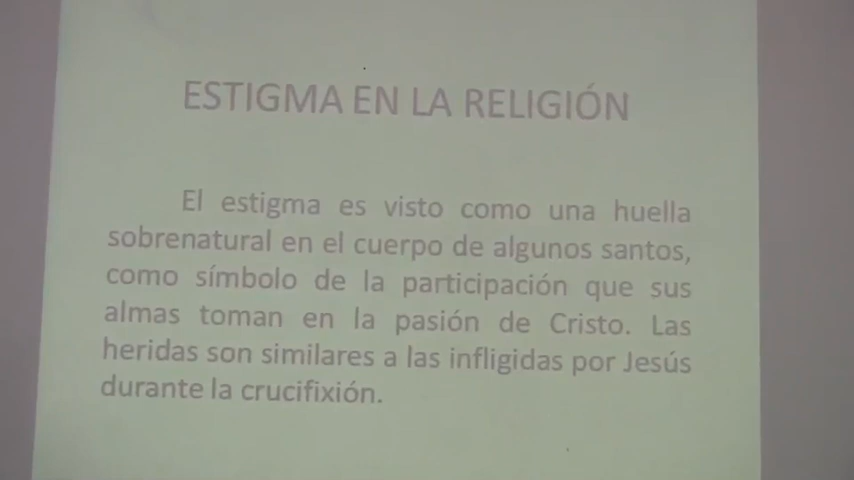 ESTIGMA EN LA RELIGIÓN
El estigma es visto como una huella
sobrenatural en el cuerpo de algunos santos,
como símbolo de la participación que sus
almas toman en la pasión de Cristo. Las
heridas son similares a las infligidas por Jesús
durante la crucifixión.